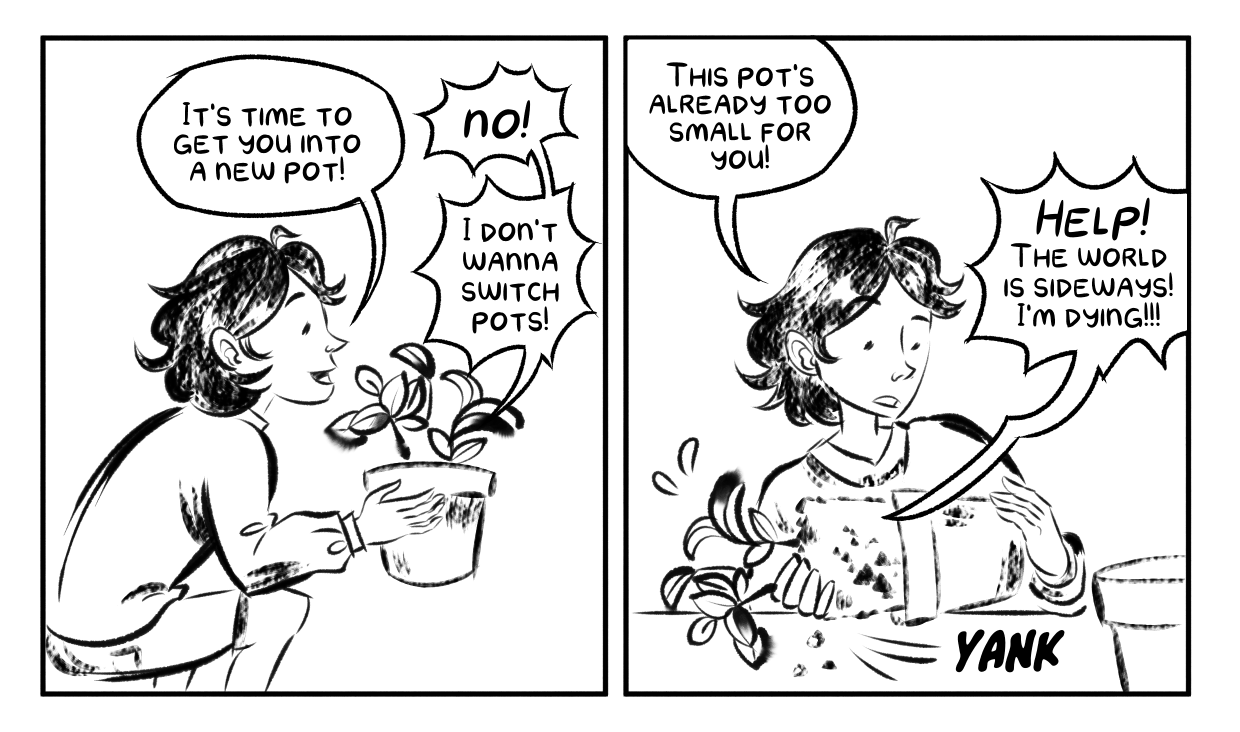 It's time to
get you into
a new pot!
No!
I don't
wanna
switch
pots!
This pot's
already too
small for
you!
Help!
The world
is sideways!
I'm dying!!!
YANK